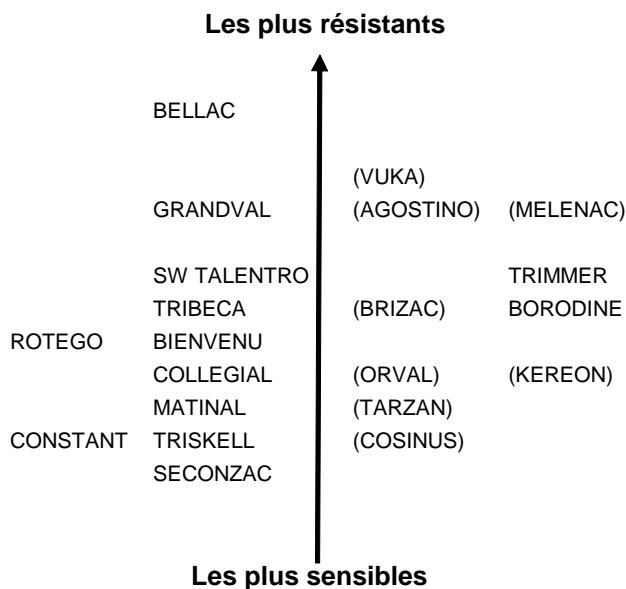 Les plus résistants
BELLAC
(VUKA)
GRANDVAL (AGOSTINO) (MELENAC)
SW TALENTRO TRIMMER
TRIBECA (BRIZAC) BORODINE
ROTEGO BIENVENU
COLLEGIAL (ORVAL) (KEREON)
MATINAL (TARZAN)
CONSTANT TRISKELL (COSINUS)
SECONZAC
Les plus sensibles